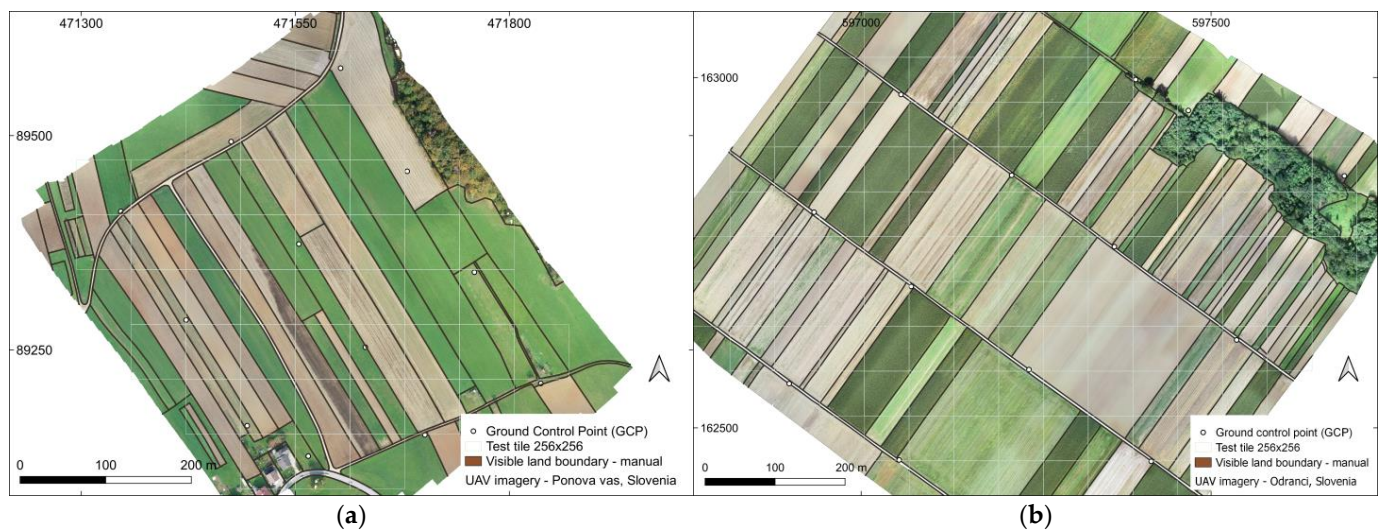 471300 471550 471800
89500
89250
Ground Control Point (GCP)
Test tile 256x256
Visible land boundary - manual
UAV imagery - Ponova vas, Slovenia
0 100 200 m
(a)
597000 597500
163000
162500
Ground control point (GCP)
Test tile 256x256
Visible land boundary - manual
UAV imagery - Odranci, Slovenia
0 100 200 m
(b)